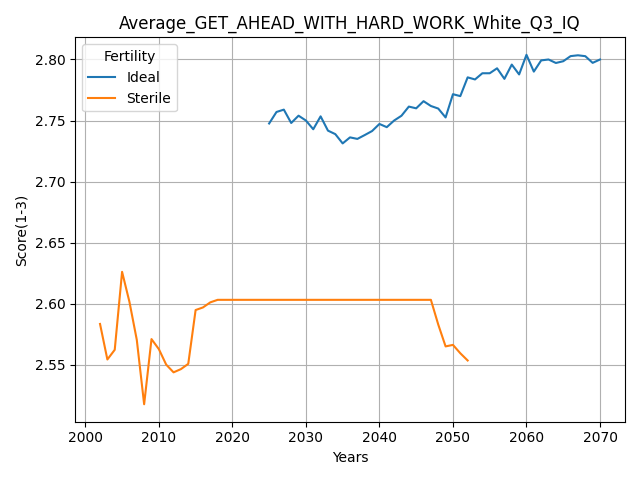 Average_GET_AHEAD_WITH_HARD_WORK_White_Q3_IQ
Fertility
Ideal
Sterile
Score(1-3)
2.80
2.75
2.70
2.65
2.60
2.55
2000 2010 2020 2030 2040 2050 2060 2070
Years